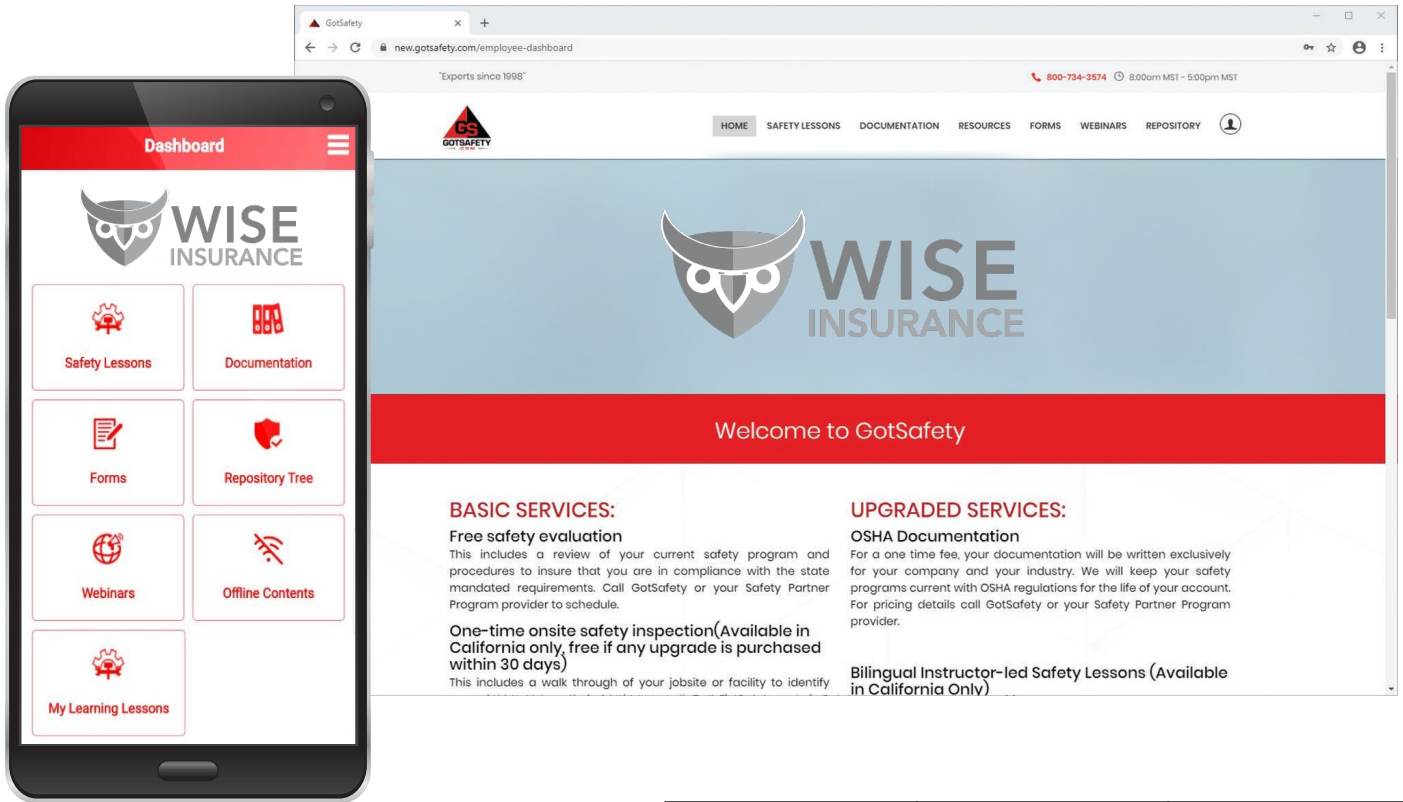 GotSafety
new.gotsafety.com/employee-dashboard
"Experts since 1998"
800-734-3574 8:00am MST - 5:00pm MST
GS
GOTSAFETY
.COM
HOME SAFETY LESSONS DOCUMENTATION RESOURCES FORMS WEBINARS REPOSITORY
WISE
INSURANCE
Welcome to GotSafety
BASIC SERVICES:
Free safety evaluation
This includes a review of your current safety program and
procedures to insure that you are in compliance with the state
mandated requirements. Call GotSafety or your Safety Partner
Program provider to schedule.
One-time onsite safety inspection(Available in
California only, free if any upgrade is purchased
within 30 days)
This includes a walk through of your jobsite or facility to identify
UPGRADED SERVICES:
OSHA Documentation
For a one time fee, your documentation will be written exclusively
for your company and your industry. We will keep your safety
programs current with OSHA regulations for the life of your account.
For pricing details call GotSafety or your Safety Partner Program
provider.
Bilingual Instructor-led Safety Lessons (Available
in California Only)
Dashboard
WISE
INSURANCE
Safety Lessons
Documentation
Forms
Repository Tree
Webinars
Offline Contents
My Learning Lessons